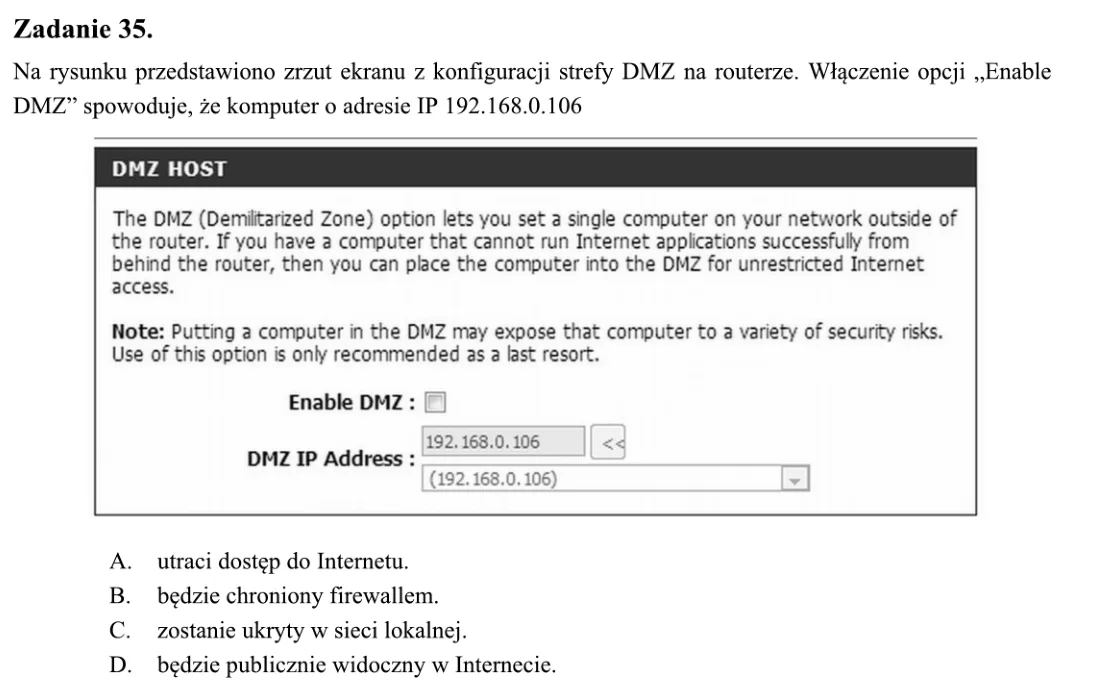 Zadanie 35.
Na rysunku przedstawiono zrzut ekranu z konfiguracji strefy DMZ na routerze. Włączenie opcji „Enable
DMZ” spowoduje, że komputer o adresie IP 192.168.0.106
DMZ HOST
The DMZ (Demilitarized Zone) option lets you set a single computer on your network outside of
the router. If you have a computer that cannot run Internet applications successfully from
behind the router, then you can place the computer into the DMZ for unrestricted Internet
access.
Note: Putting a computer in the DMZ may expose that computer to a variety of security risks.
Use of this option is only recommended as a last resort.
Enable DMZ :
192.168.0.106 <<
DMZ IP Address :
(192.168.0.106)
A. utraci dostęp do Internetu.
B. będzie chroniony firewallem.
C. zostanie ukryty w sieci lokalnej.
D. będzie publicznie widoczny w Internecie.